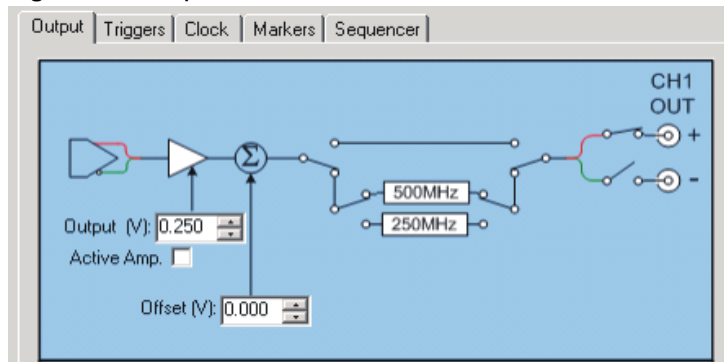 Output Triggers Clock Markers Sequencer
CH1
OUT
+
Σ
500MHz
-
250MHz
Output (V): 0.250
Active Amp.
Offset (V): 0.000